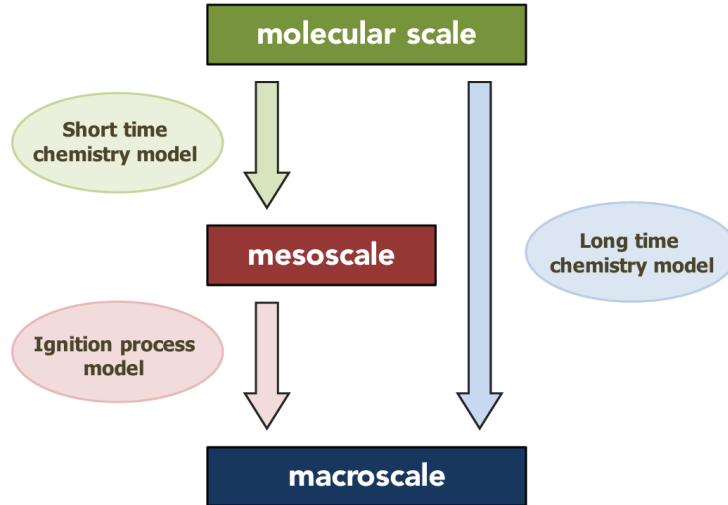 molecular scale
Short time
chemistry model
mesoscale
Long time
chemistry model
Ignition process
model
macroscale